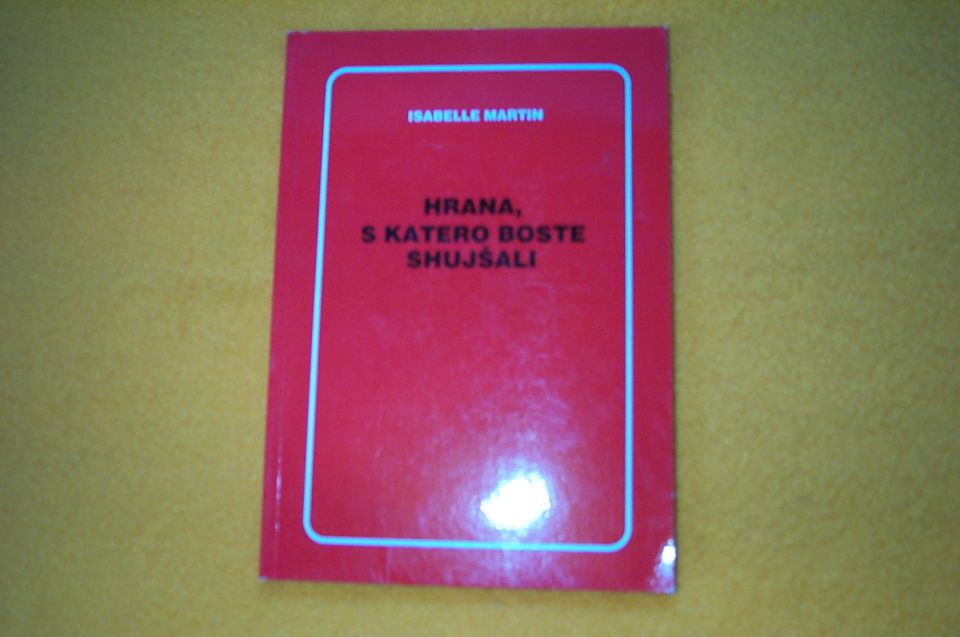 ISABELLE MARTIN
HRANA,
S KATERO BOSTE
SHUJŠALI